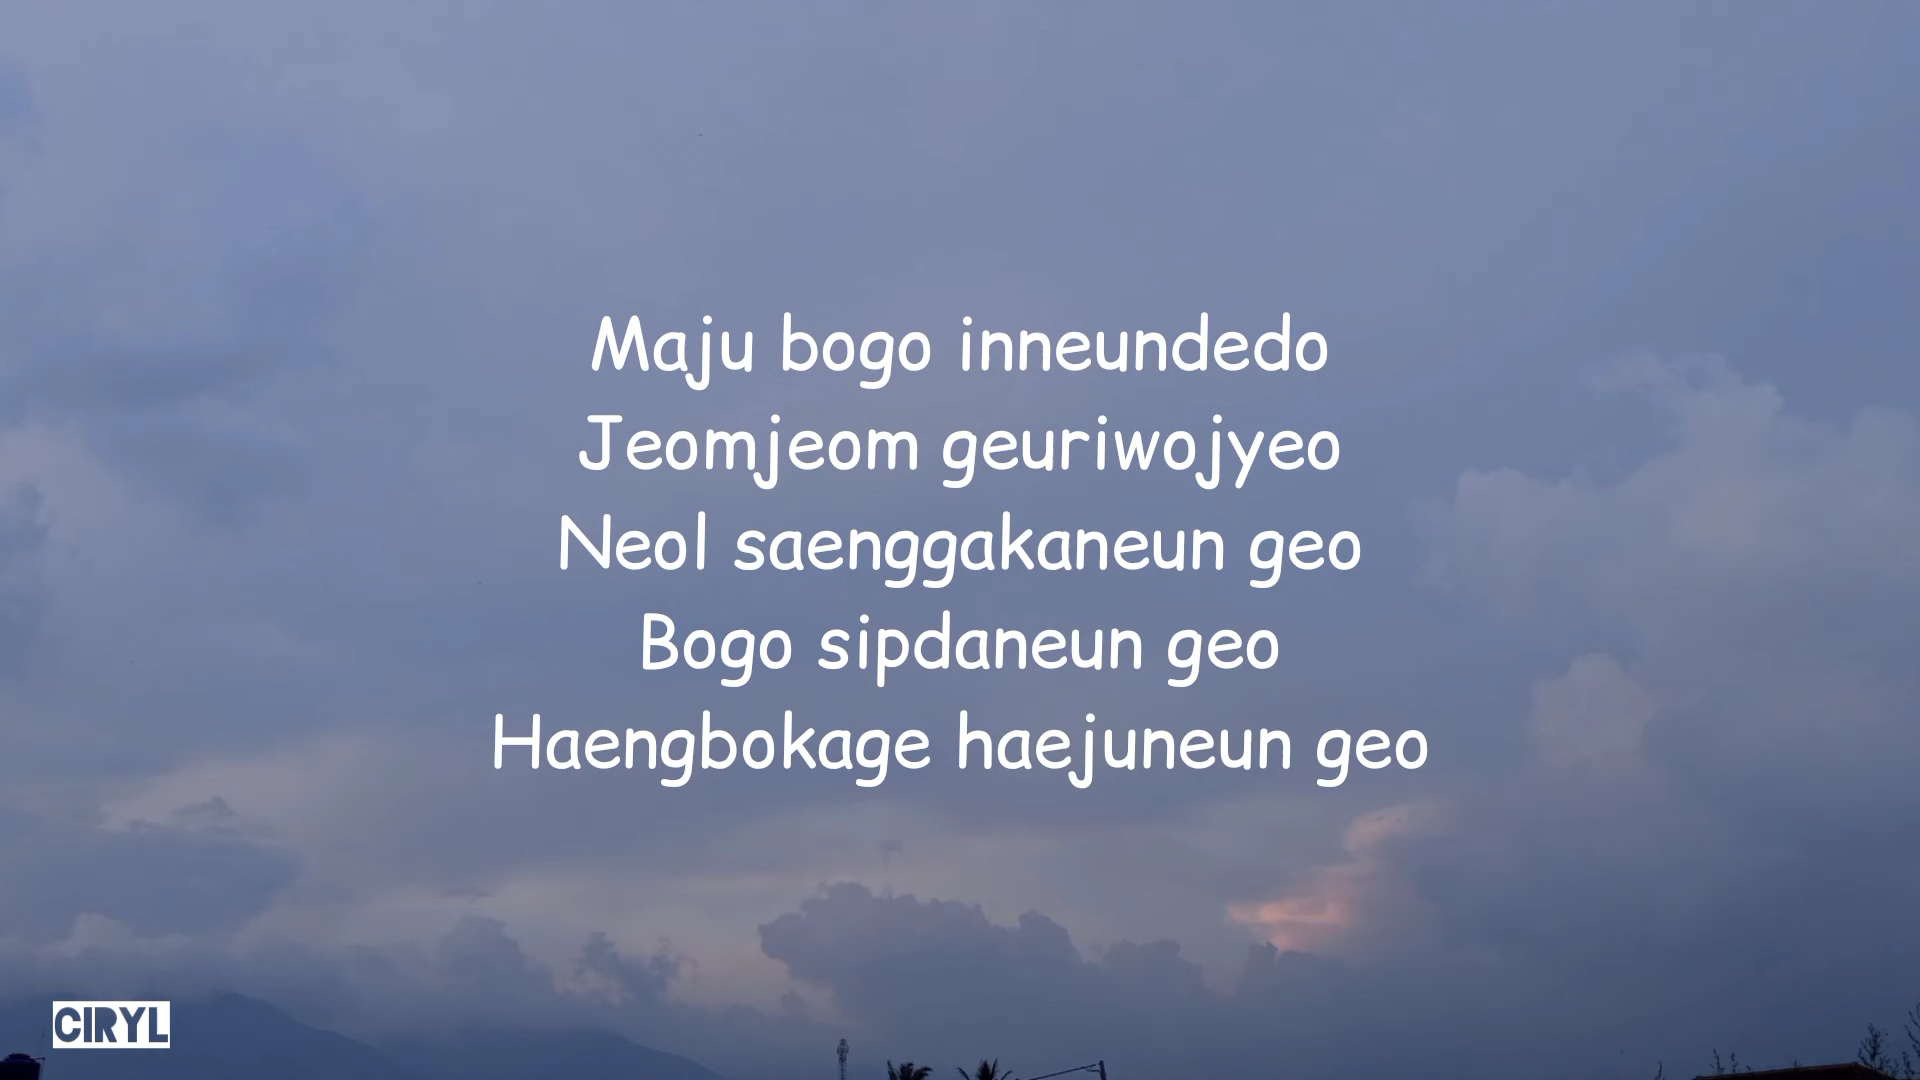 Maju bogo inneundedo
Jeomjeom geuriwojyeo
Neol saenggakaneun geo
Bogo sipdaneun geo
Haengbokage haejuneun geo
CIRYL